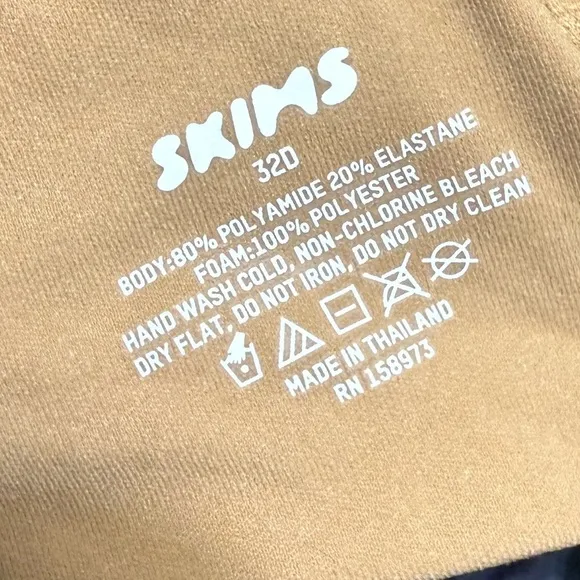 SKIMS
32D
BODY:80% POLYAMIDE 20% ELASTANE
FOAM:100% POLYESTER
HAND WASH COLD, NON-CHLORINE BLEACH
DRY FLAT, DO NOT IRON, DO NOT DRY CLEAN
MADE IN THAILAND
RN 158973